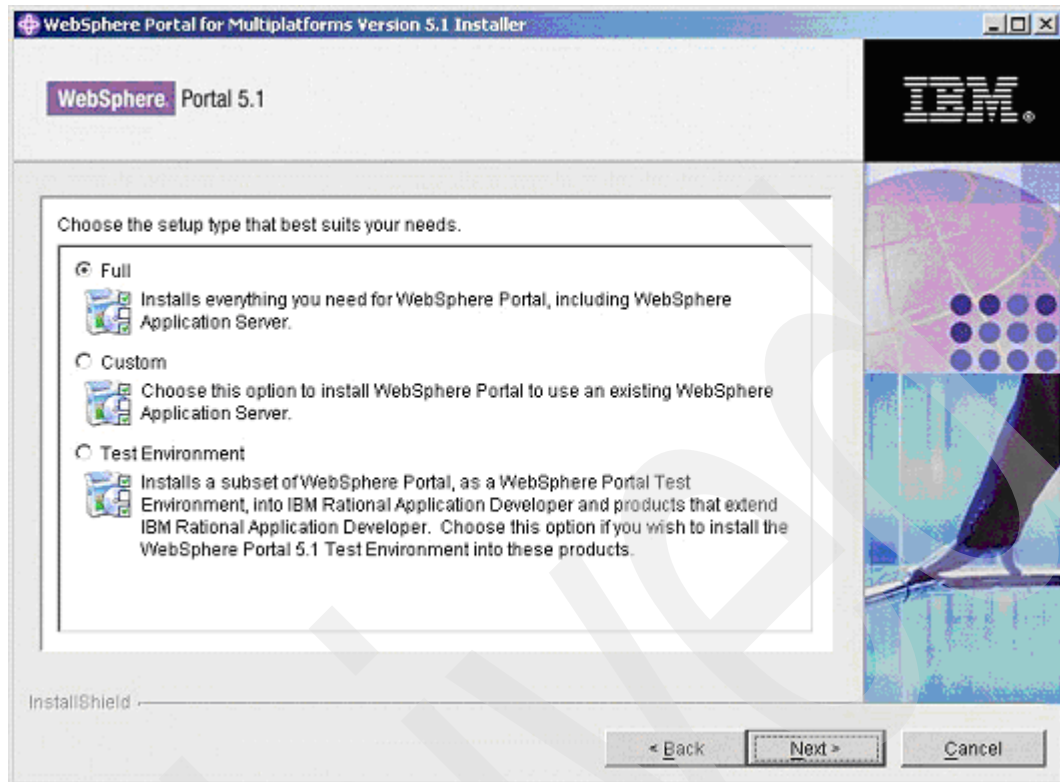 WebSphere Portal for Multiplatforms Version 5.1 Installer
WebSphere. Portal 5.1
IBM®
Choose the setup type that best suits your needs.
Full
Installs everything you need for WebSphere Portal, including WebSphere
Application Server.
Custom
Choose this option to install WebSphere Portal to use an existing WebSphere
Application Server.
Test Environment
Installs a subset of WebSphere Portal, as a WebSphere Portal Test
Environment, into IBM Rational Application Developer and products that extend
IBM Rational Application Developer. Choose this option if you wish to install the
WebSphere Portal 5.1 Test Environment into these products.
InstallShield
< Back
Next >
Cancel